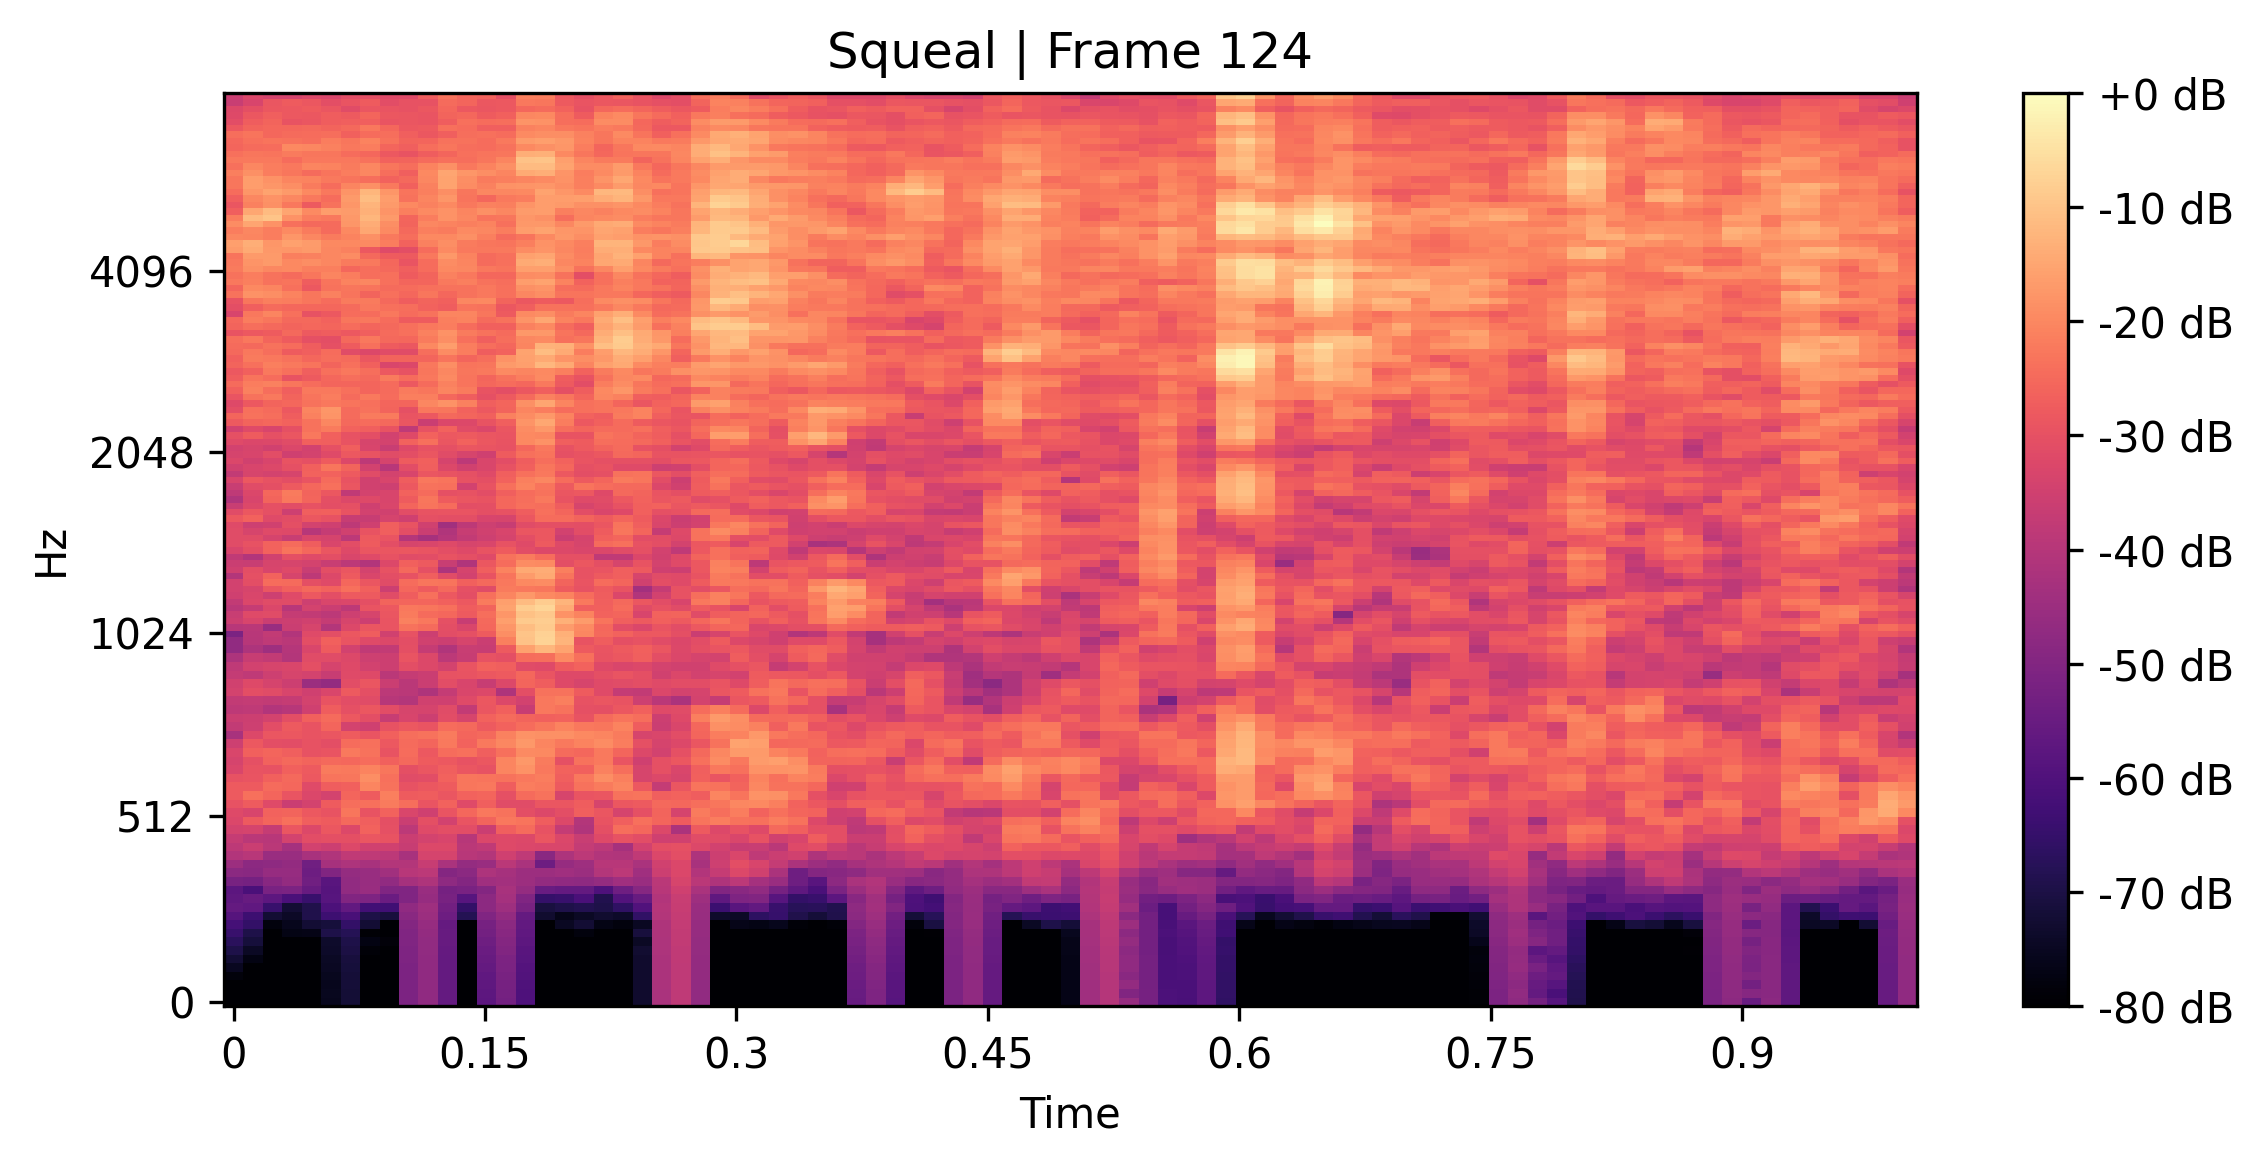 Squeal | Frame 124
+0 dB
-10 dB
-20 dB
-30 dB
-40 dB
-50 dB
-60 dB
-70 dB
-80 dB
Hz
4096
2048
1024
512
0
0 0.15 0.3 0.45 0.6 0.75 0.9
Time